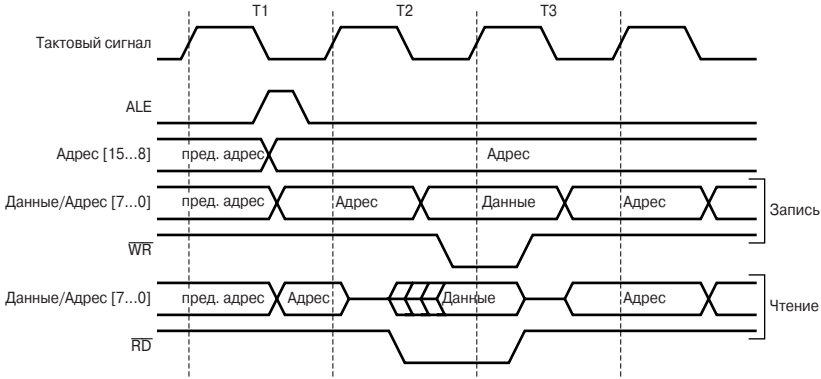 T1 T2 T3
Тактовый сигнал
ALE
Адрес [15...8] пред. адрес Адрес
Данные/Адрес [7...0] пред. адрес Адрес Данные Адрес
Запись
WR
Данные/Адрес [7...0] пред. адрес Адрес Данные Адрес
Чтение
RD